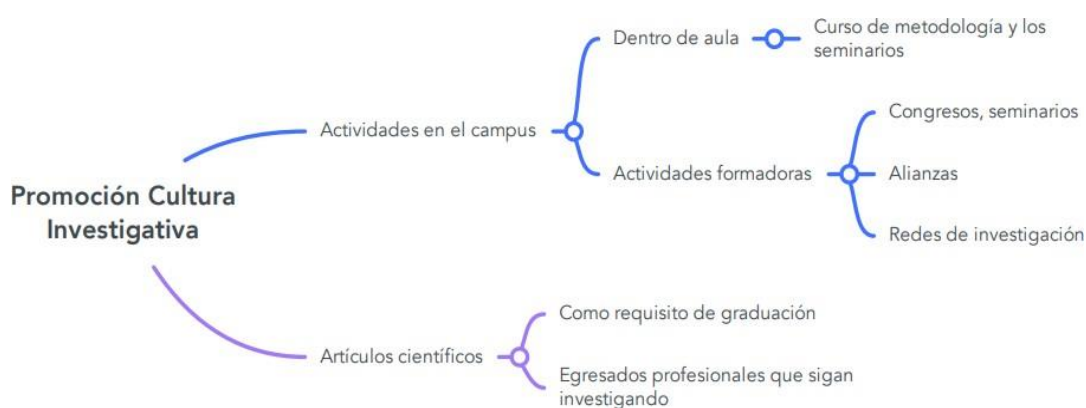 Promoción Cultura
Investigativa
Actividades en el campus
Dentro de aula
Curso de metodología y los
seminarios
Actividades formadoras
Congresos, seminarios
Alianzas
Redes de investigación
Artículos científicos
Como requisito de graduación
Egresados profesionales que sigan
investigando